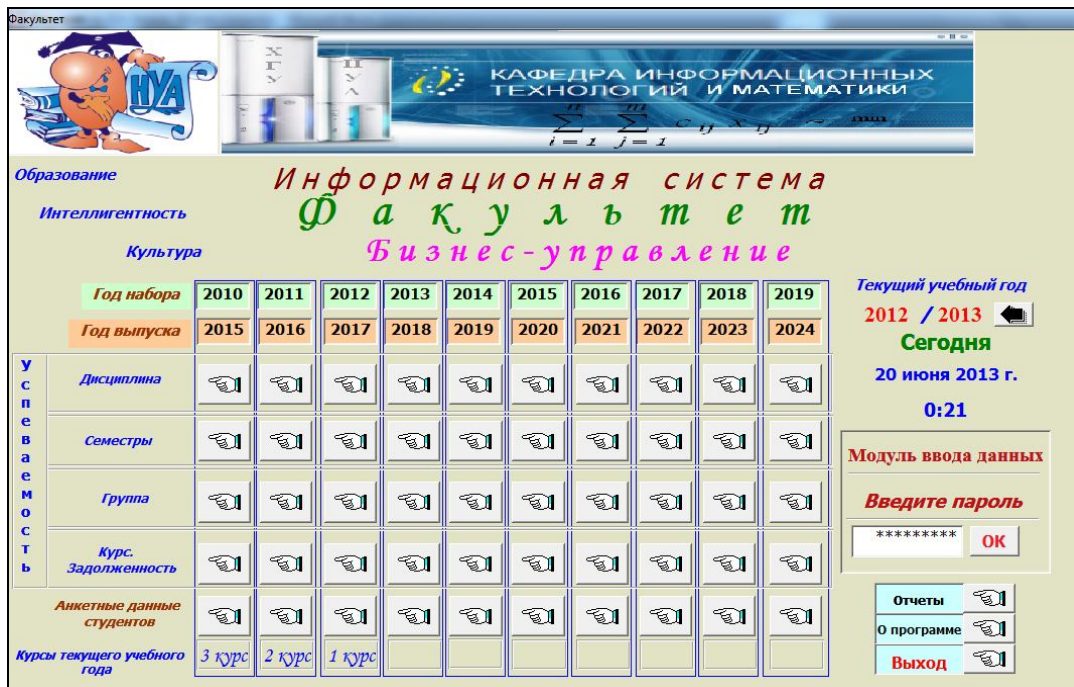 Факультет
НУА
ХГУ
НУА
КАФЕДРА ИНФОРМАЦИОННЫХ
ТЕХНОЛОГИЙ И МАТЕМАТИКИ
Образование
Интеллигентность
Культура
Информационная система
Факультет
Бизнес-управление
Год набора 2010 2011 2012 2013 2014 2015 2016 2017 2018 2019
Год выпуска 2015 2016 2017 2018 2019 2020 2021 2022 2023 2024
Успеваемость
Дисциплина
Семестры
Группа
Курс.
Задолженность
Анкетные данные
студентов
Курсы текущего учебного
года
3 курс 2 курс 1 курс
Текущий учебный год
2012 / 2013
Сегодня
20 июня 2013 г.
0:21
Модуль ввода данных
Введите пароль
********* ОК
Отчеты
О программе
Выход